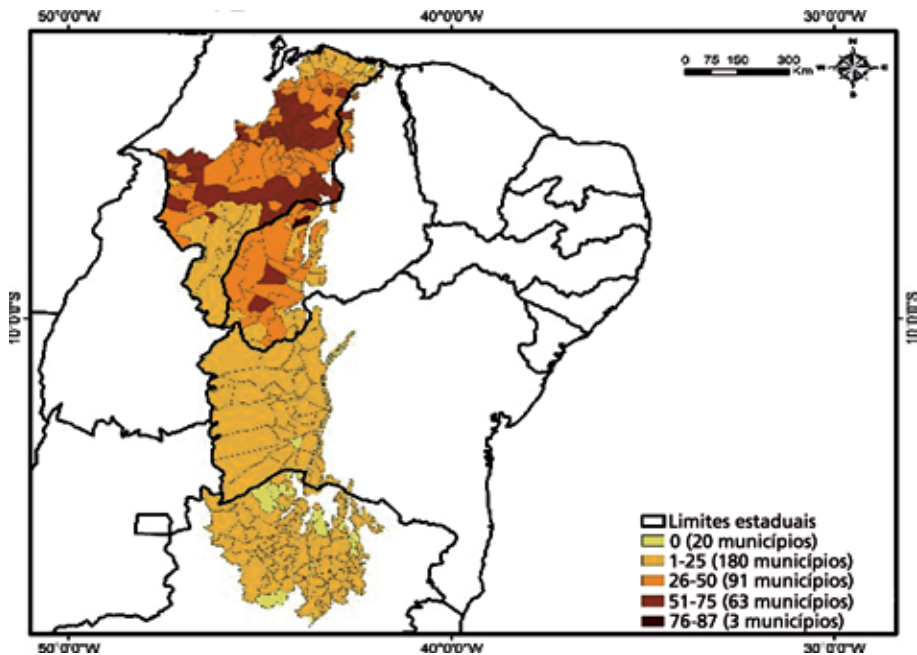 50°0'0"W
40°0'0"W
30°0'0"W
0 75 150 300
Km
N
W
E
S
10°0'0"S
10°0'0"S
Limites estaduais
0 (20 municípios)
1-25 (180 municípios)
26-50 (91 municípios)
51-75 (63 municípios)
76-87 (3 municípios)
50°0'0"W
40°0'0"W
30°0'0"W